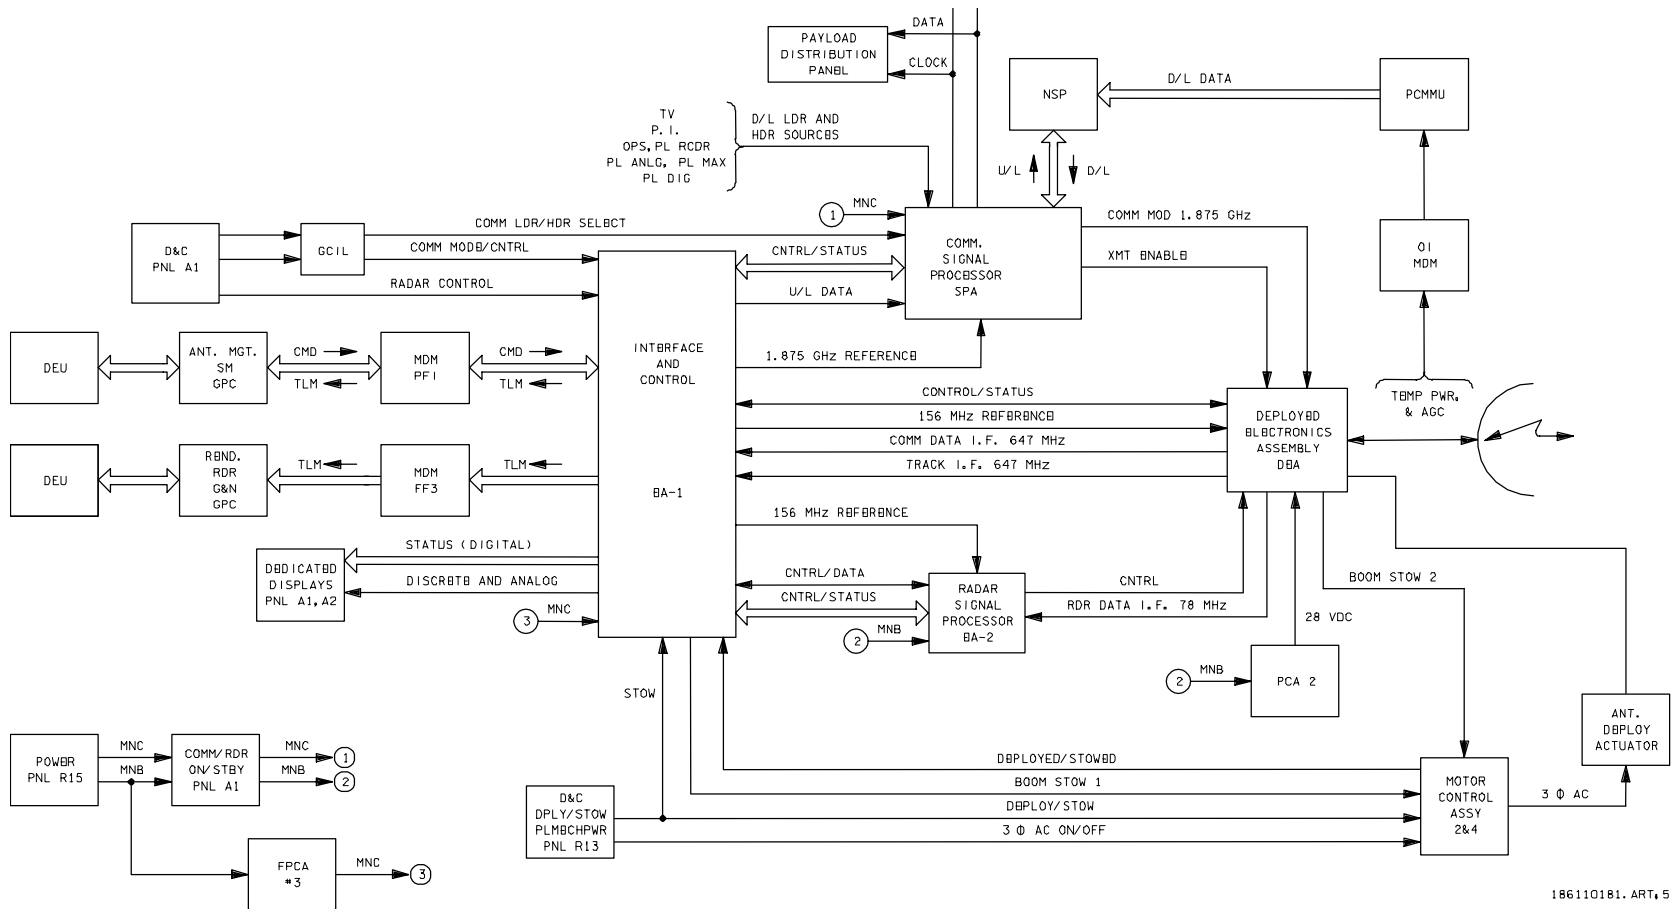 DATA
PAYLOAD
DISTRIBUTION
PANEL
CLOCK
NSP
D/L DATA
PCMMU
TV
P. I.
OPS, PL RCDR
PL ANLG, PL MAX
PL DIG
D/L LDR AND
HDR SOURCES
U/L
D/L
1
MNC
COMM LDR/HDR SELECT
D&C
PNL A1
GCIL
COMM MODE/CNTRL
RADAR CONTROL
CNTRL/STATUS
U/L DATA
COMM.
SIGNAL
PROCESSOR
SPA
COMM MOD 1.875 GHz
XMT ENABLE
OI
MDM
DEU
ANT. MGT.
SM
GPC
CMD
TLM
MDM
PF1
CMD
TLM
INTERFACE
AND
CONTROL
EA-1
1.875 GHz REFERENCE
TEMP PWR,
& AGC
CONTROL/STATUS
156 MHz REFERENCE
COMM DATA I.F. 647 MHz
TRACK I.F. 647 MHz
DEPLOYED
ELECTRONICS
ASSEMBLY
DEA
DEU
REND.
RDR
G&N
GPC
TLM
MDM
FF3
TLM
156 MHz REFERENCE
STATUS (DIGITAL)
DISCRETE AND ANALOG
DEDICATED
DISPLAYS
PNL A1,A2
3
MNC
CNTRL/DATA
CNTRL/STATUS
2
MNB
RADAR
SIGNAL
PROCESSOR
EA-2
CNTRL
RDR DATA I.F. 78 MHz
BOOM STOW 2
28 VDC
2
MNB
PCA 2
STOW
ANT.
DEPLOY
ACTUATOR
POWER
PNL R15
MNC
MNB
COMM/RDR
ON/STBY
PNL A1
MNC
1
MNB
2
DEPLOYED/STOWED
BOOM STOW 1
DEPLOY/STOW
3 Φ AC ON/OFF
D&C
DPLY/STOW
PLMECHPWR
PNL R13
MOTOR
CONTROL
ASSY
2&4
3 Φ AC
FPCA
#3
MNC
3
186110181. ART, 5